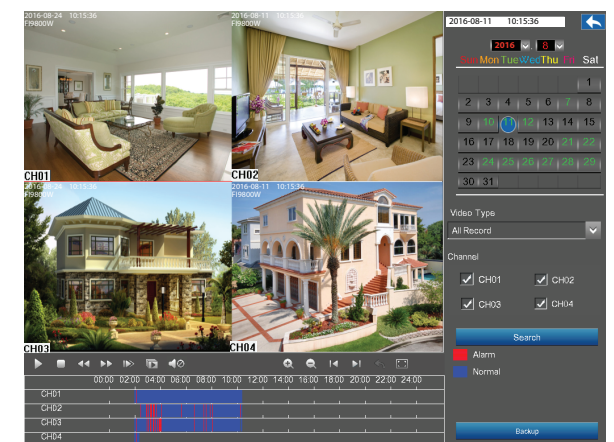 2016-08-24 10:15:36
FI9800W
CH01
2016-08-11 10:15:36
FI9800W
CH02
2016-08-24 10:15:36
FI9800W
CH03
2016-08-11 10:15:36
FI9800W
CH04
2016-08-11 10:15:36
2016 8
Sun Mon Tue Wec Thu Fri Sat
1
2 3 4 5 6 7 8
9 10 11 12 13 14 15
16 17 18 19 20 21 22
23 24 25 26 27 28 29
30 31
Video Type
All Record
Channel
CH01 CH02
CH03 CH04
Search
Alarm
Normal
Backup
00:00 02:00 04:00 06:00 08:00 10:00 12:00 14:00 16:00 18:00 20:00 22:00 24:00
CH01
CH02
CH03
CH04